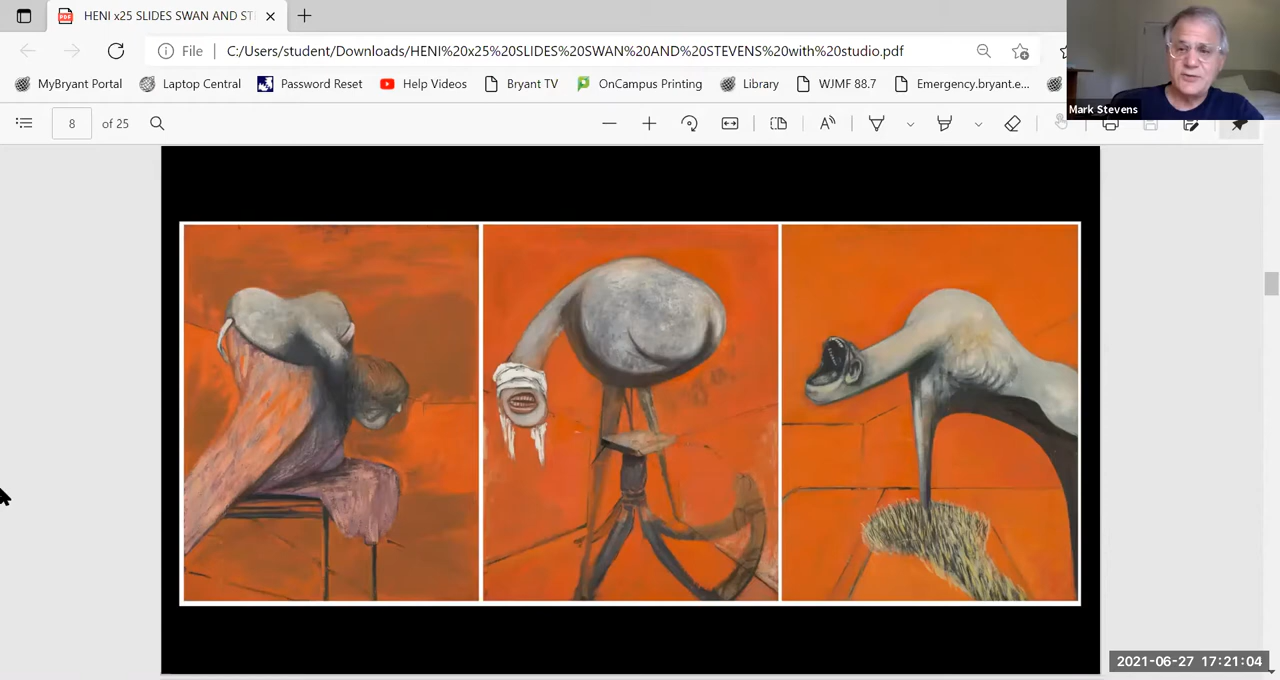 HENI x25 SLIDES SWAN AND ST
File C:/Users/student/Downloads/HENI%20x25%20SLIDES%20SWAN%20AND%20STEVENS%20with%20studio.pdf
MyBryant Portal Laptop Central Password Reset Help Videos Bryant TV OnCampus Printing Library WJMF 88.7 Emergency.bryant.e...
Mark Stevens
8 of 25
2021-06-27 17:21:04